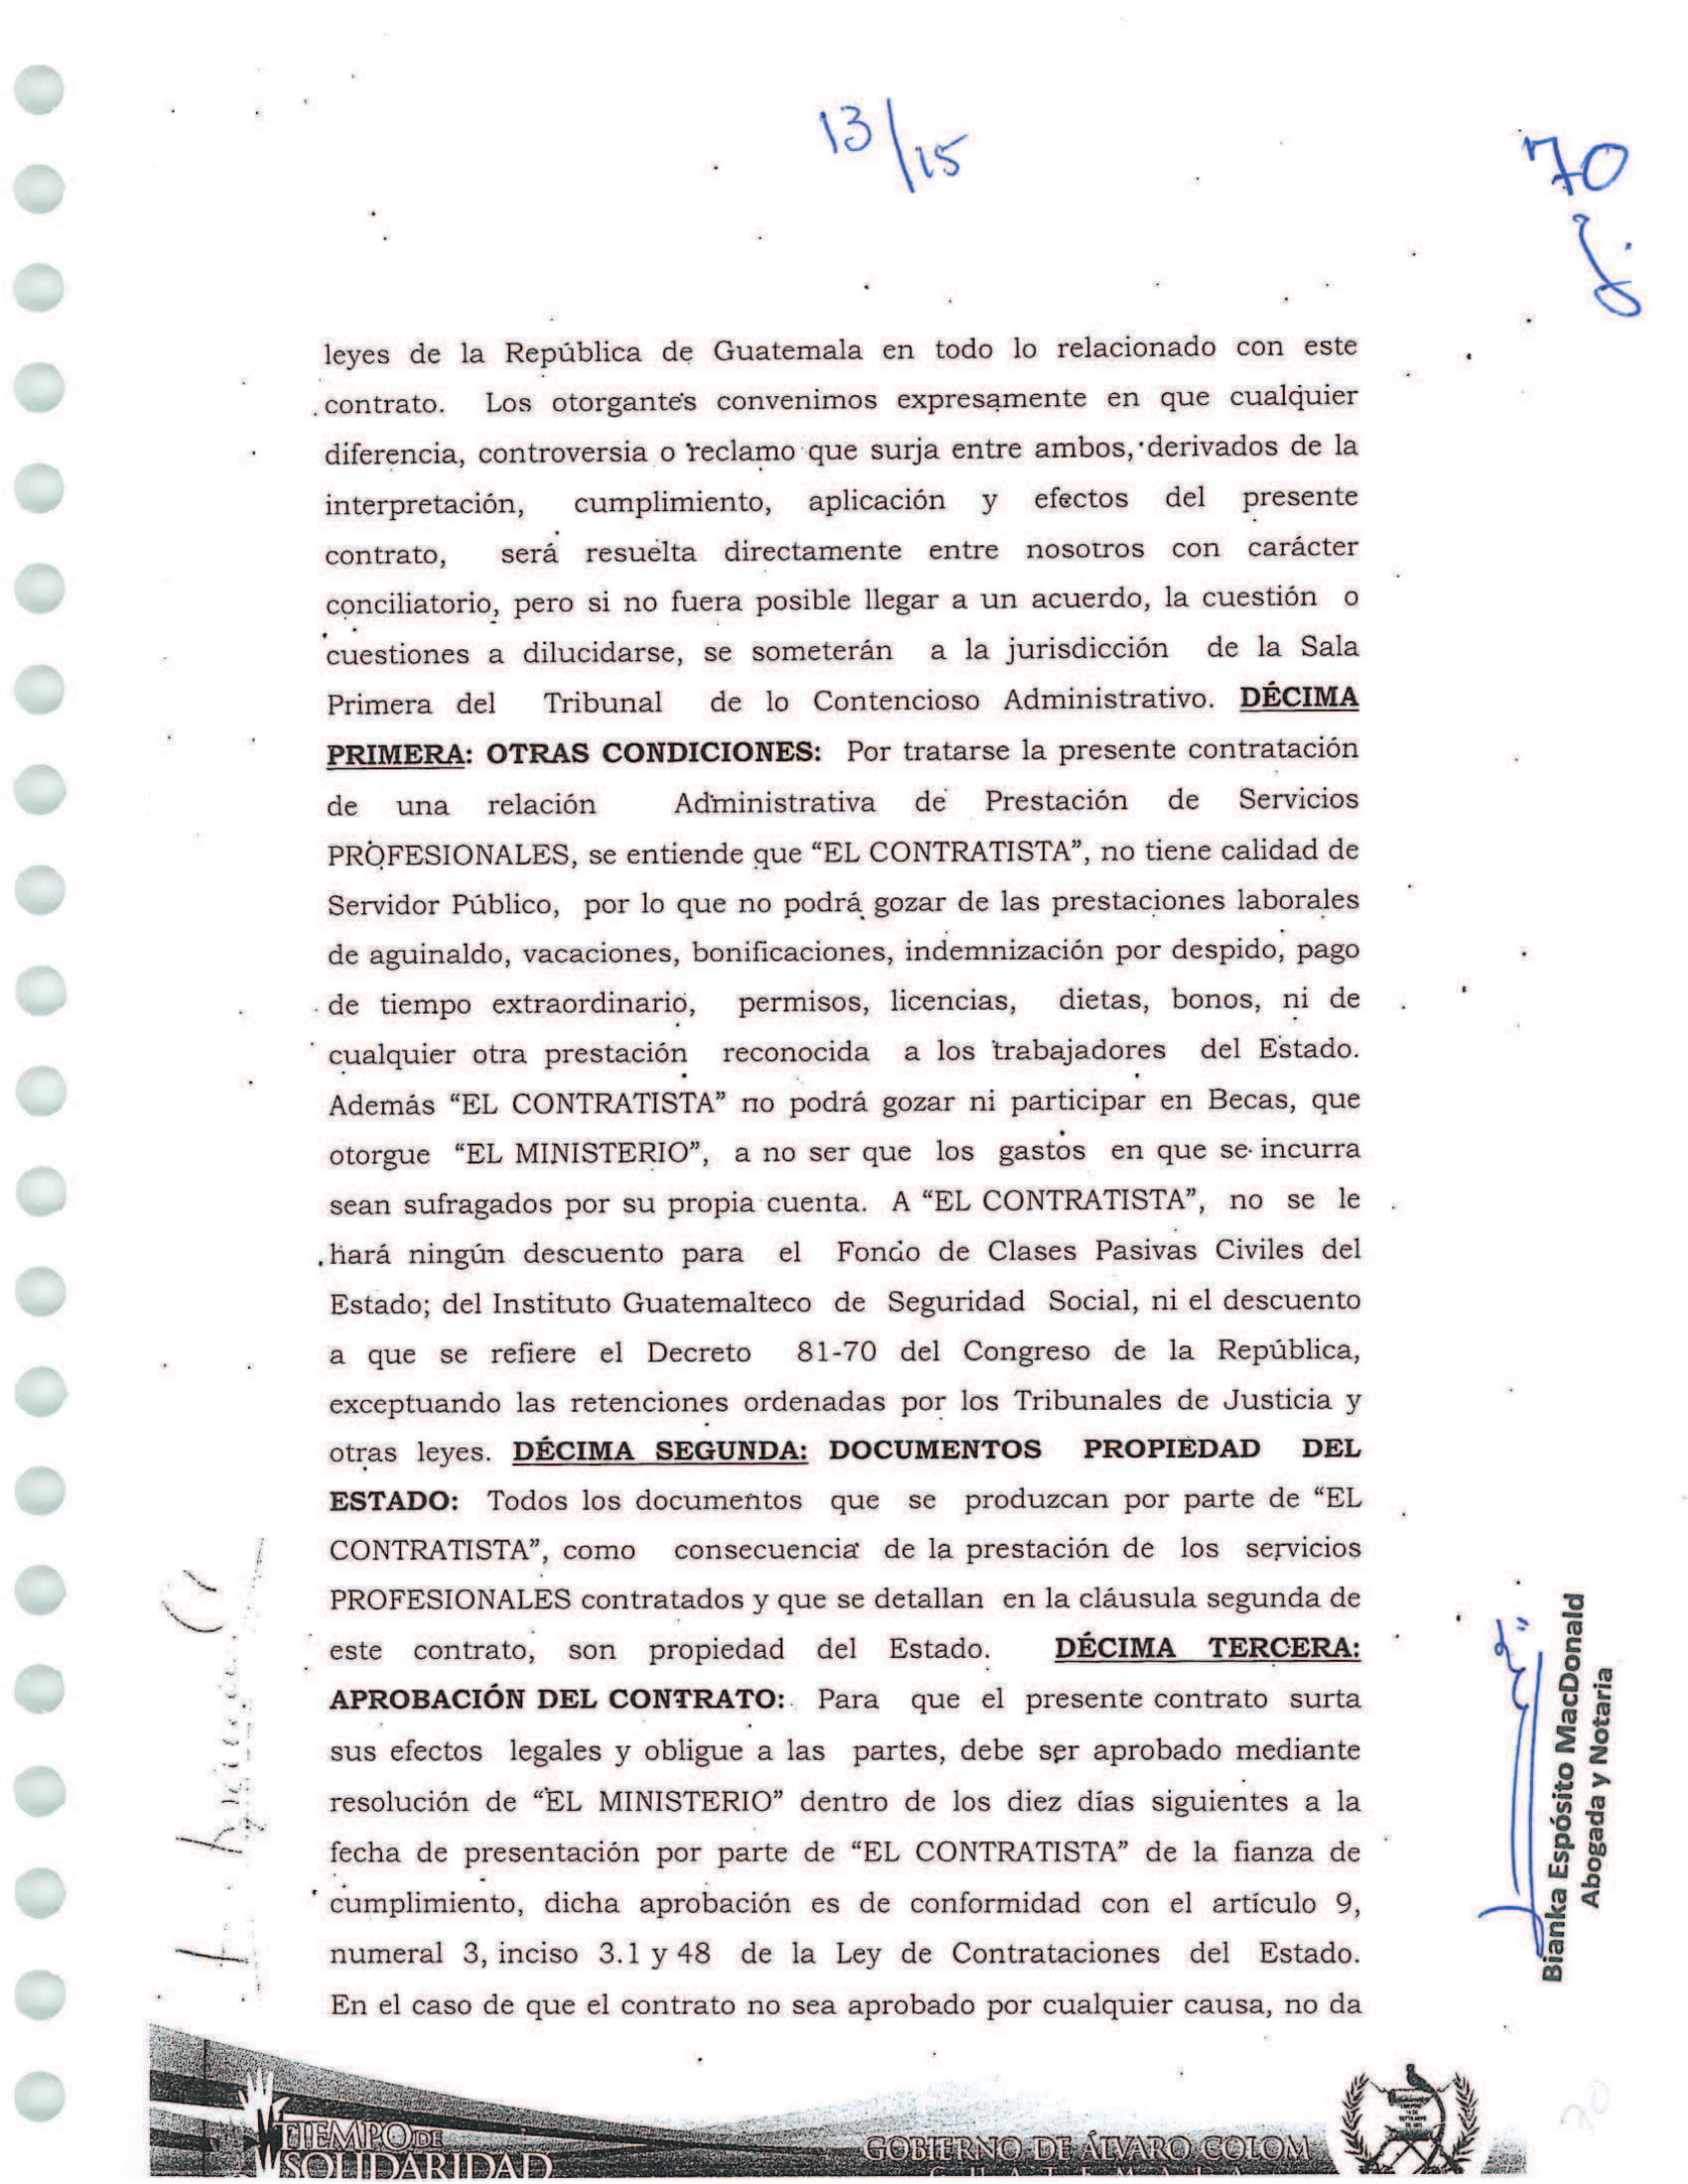 13/15
70
leyes de la República de Guatemala en todo lo relacionado con este
contrato. Los otorgantes convenimos expresamente en que cualquier
diferencia, controversia o reclamo que surja entre ambos, derivados de la
interpretación, cumplimiento, aplicación y efectos del presente
contrato, será resuelta directamente entre nosotros con carácter
conciliatorio, pero si no fuera posible llegar a un acuerdo, la cuestión o
cuestiones a dilucidarse, se someterán a la jurisdicción de la Sala
Primera del Tribunal de lo Contencioso Administrativo. DÉCIMA
PRIMERA: OTRAS CONDICIONES: Por tratarse la presente contratación
de una relación Administrativa de Prestación de Servicios
PROFESIONALES, se entiende que “EL CONTRATISTA”, no tiene calidad de
Servidor Público, por lo que no podrá gozar de las prestaciones laborales
de aguinaldo, vacaciones, bonificaciones, indemnización por despido, pago
de tiempo extraordinario, permisos, licencias, dietas, bonos, ni de
cualquier otra prestación reconocida a los trabajadores del Estado.
Además “EL CONTRATISTA” no podrá gozar ni participar en Becas, que
otorgue “EL MINISTERIO”, a no ser que los gastos en que se incurra
sean sufragados por su propia cuenta. A “EL CONTRATISTA”, no se le
hará ningún descuento para el Fondo de Clases Pasivas Civiles del
Estado; del Instituto Guatemalteco de Seguridad Social, ni el descuento
a que se refiere el Decreto 81-70 del Congreso de la República,
exceptuando las retenciones ordenadas por los Tribunales de Justicia y
otras leyes. DÉCIMA SEGUNDA: DOCUMENTOS PROPIEDAD DEL
ESTADO: Todos los documentos que se produzcan por parte de “EL
CONTRATISTA”, como consecuencia de la prestación de los servicios
PROFESIONALES contratados y que se detallan en la cláusula segunda de
este contrato, son propiedad del Estado. DÉCIMA TERCERA:
APROBACIÓN DEL CONTRATO: Para que el presente contrato surta
sus efectos legales y obligue a las partes, debe ser aprobado mediante
resolución de “EL MINISTERIO” dentro de los diez días siguientes a la
fecha de presentación por parte de “EL CONTRATISTA” de la fianza de
cumplimiento, dicha aprobación es de conformidad con el artículo 9,
numeral 3, inciso 3.1 y 48 de la Ley de Contrataciones del Estado.
En el caso de que el contrato no sea aprobado por cualquier causa, no da
Bianka Espósito MacDonald
Abogada y Notaria
TIEMPO DE
SOLIDARIDAD
GOBIERNO DE ÁLVARO COLOM
GUATEMALA
70